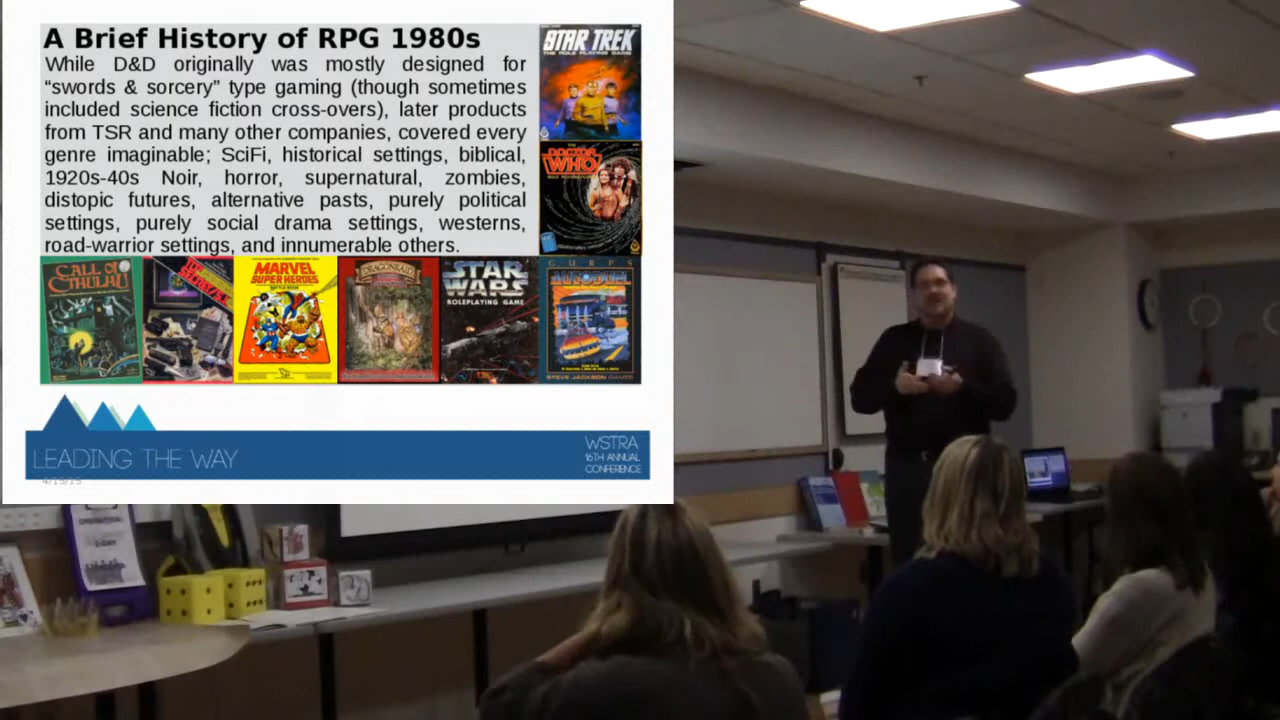 A Brief History of RPG 1980s
While D&D originally was mostly designed for
“swords & sorcery” type gaming (though sometimes
included science fiction cross-overs), later products
from TSR and many other companies, covered every
genre imaginable; SciFi, historical settings, biblical,
1920s-40s Noir, horror, supernatural, zombies,
distopic futures, alternative pasts, purely political
settings, purely social drama settings, westerns,
road-warrior settings, and innumerable others.
STAR TREK
THE ROLE PLAYING GAME
DOCTOR
WHO
CALL OF
CTHULHU
MARVEL
SUPER HEROES
BATTLE BOOK
DRAGONRAID
STAR
WARS
ROLEPLAYING GAME
GURPS
AUTODUEL
STEVE JACKSON GAMES
LEADING THE WAY
WSTRA
16TH ANNUAL
CONFERENCE